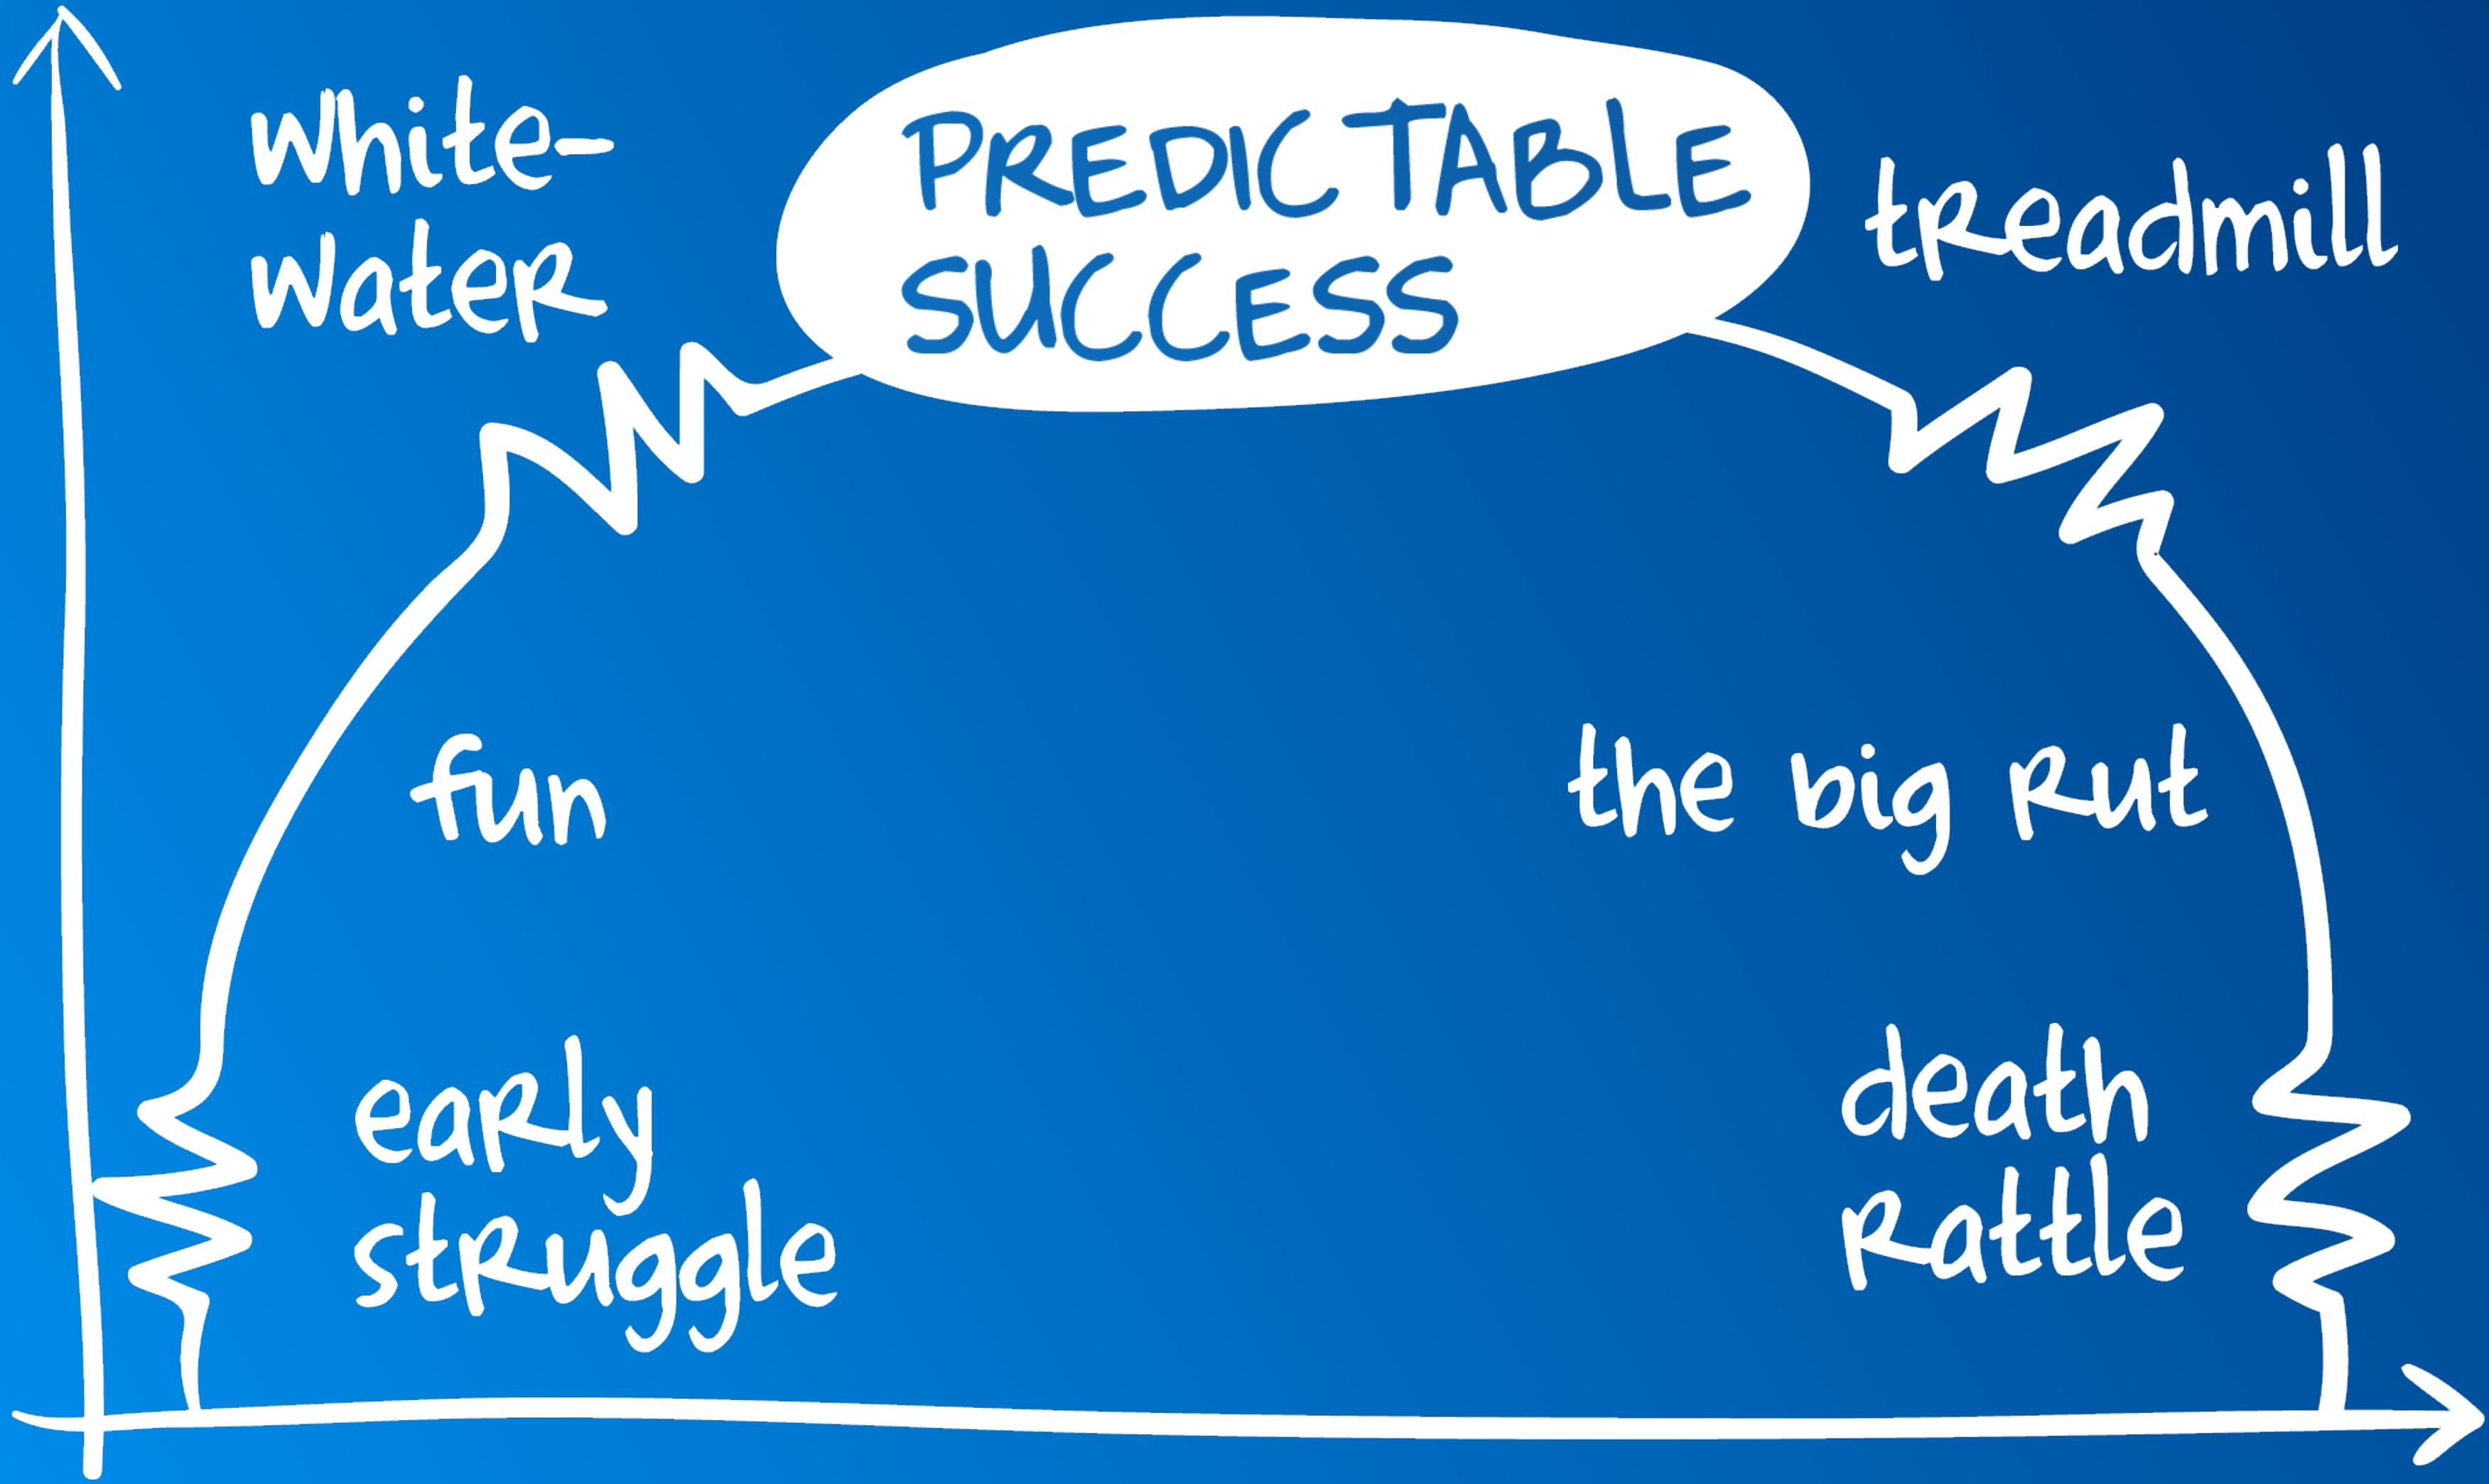 White-
Water
PREDICTABLE
SUCCESS
treadmill
fun
the big rut
early
struggle
death
rattle